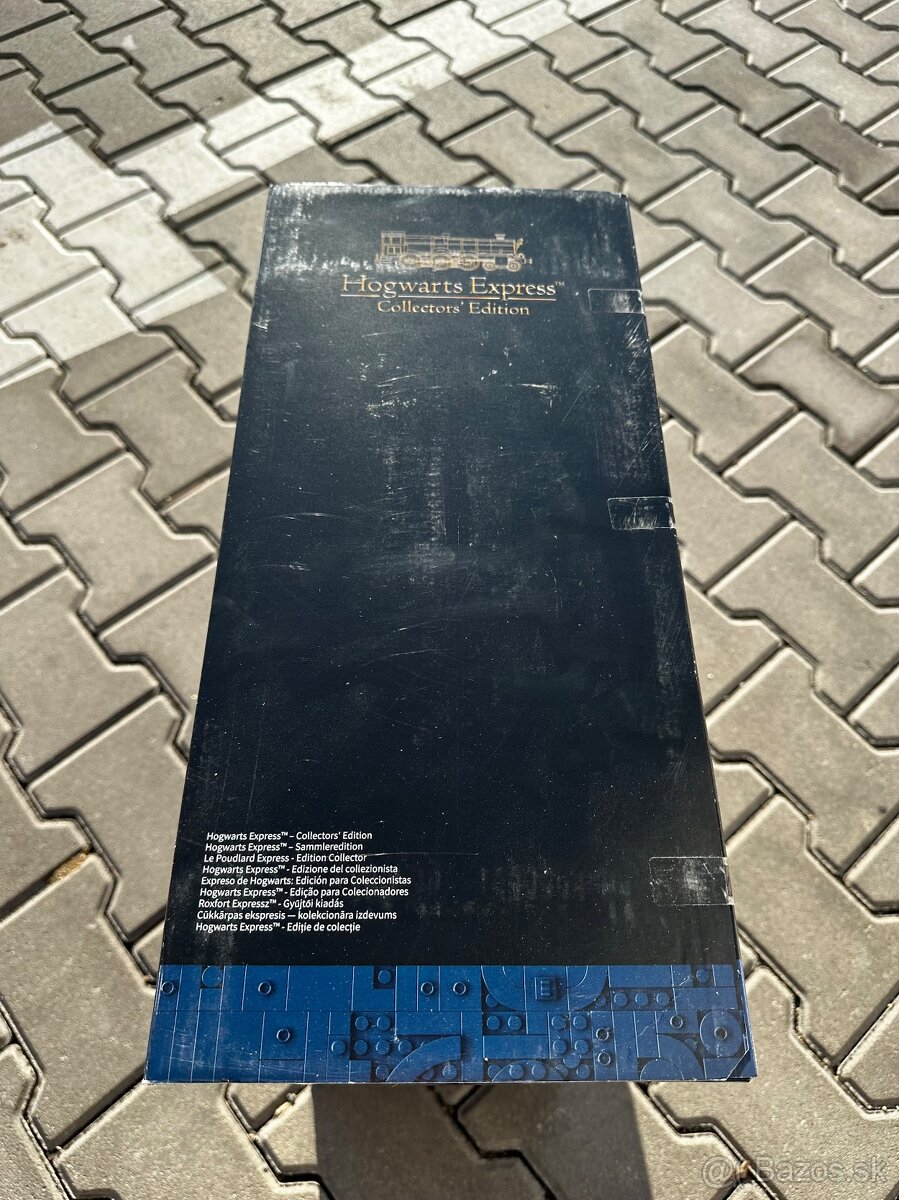 Hogwarts Express™
Collectors' Edition
Hogwarts Express™ – Collectors' Edition
Hogwarts Express™ – Sammleredition
Le Poudlard Express - Edition Collector
Hogwarts Express™ - Edizione del collezionista
Expreso de Hogwarts: Edición para Coleccionistas
Hogwarts Express™ - Edição para Colecionadores
Roxfort Expressz™ - Gyűjtői kiadás
Cūkkārpas ekspresis — kolekcionāra izdevums
Hogwarts Express™ - Ediție de colecție
Bazos.sk